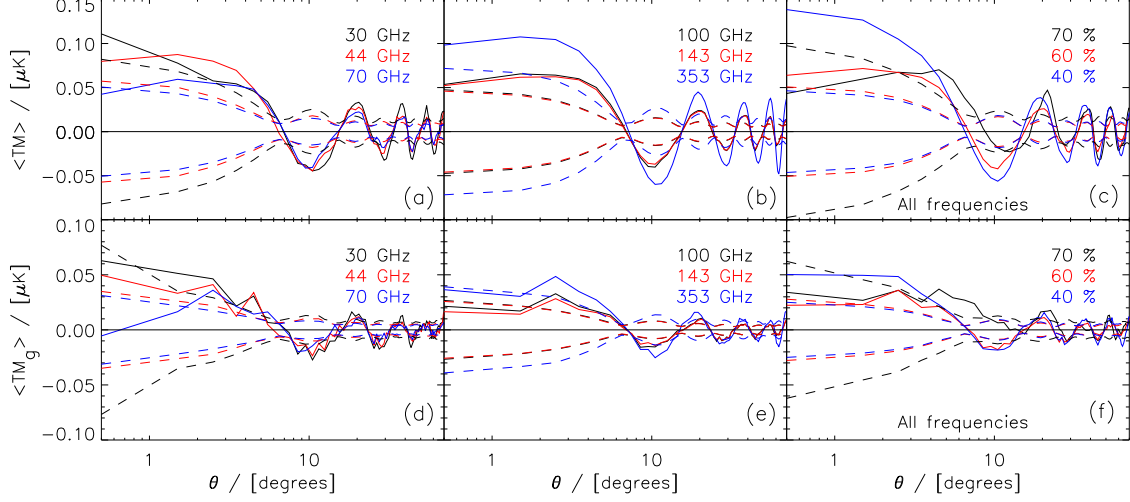 0.15
0.10
0.05
0.00
-0.05
<TM> / [μK]
30 GHz
44 GHz
70 GHz
(a)
100 GHz
143 GHz
353 GHz
(b)
70 %
60 %
40 %
(c)
All frequencies
0.10
0.05
0.00
-0.05
-0.10
<TMg> / [μK]
30 GHz
44 GHz
70 GHz
(d)
100 GHz
143 GHz
353 GHz
(e)
70 %
60 %
40 %
(f)
All frequencies
1 10
1 10
1 10
θ / [degrees]
θ / [degrees]
θ / [degrees]